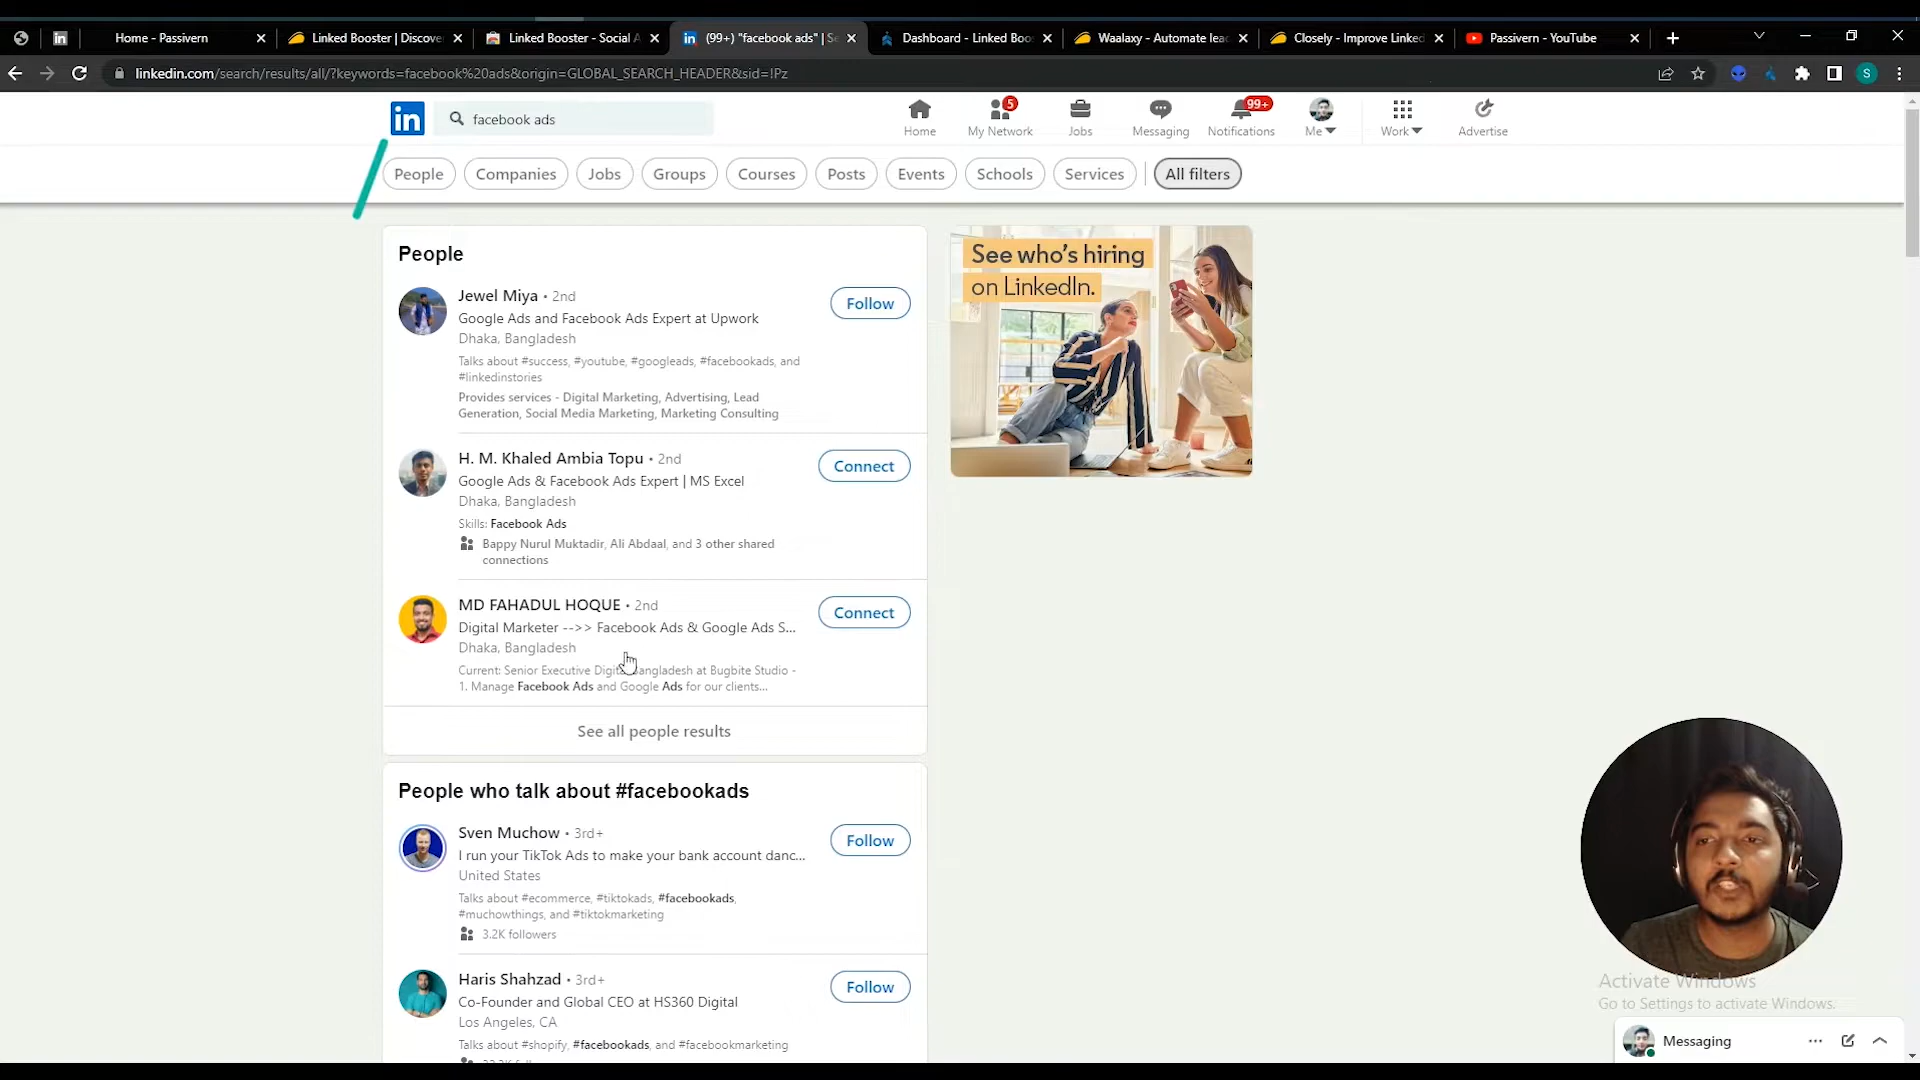 Home - Passivern
Linked Booster | Discove
Linked Booster - Social A
(99+) "facebook ads" | Se
Dashboard - Linked Boo
Waalaxy - Automate lea
Closely - Improve Linked
Passivern - YouTube
linkedin.com/search/results/all/?keywords=facebook%20ads&origin=GLOBAL_SEARCH_HEADER&sid=!Pz
S
in
facebook ads
Home
5
My Network
Jobs
Messaging
99+
Notifications
Me
Work
Advertise
People
Companies
Jobs
Groups
Courses
Posts
Events
Schools
Services
All filters
People
Jewel Miya • 2nd
Follow
Google Ads and Facebook Ads Expert at Upwork
Dhaka, Bangladesh
Talks about #success, #youtube, #googleads, #facebookads, and
#linkedinstories
Provides services - Digital Marketing, Advertising, Lead
Generation, Social Media Marketing, Marketing Consulting
H. M. Khaled Ambia Topu • 2nd
Connect
Google Ads & Facebook Ads Expert | MS Excel
Dhaka, Bangladesh
Skills: Facebook Ads
Bappy Nurul Muktadir, Ali Abdaal, and 3 other shared
connections
MD FAHADUL HOQUE • 2nd
Connect
Digital Marketer -->> Facebook Ads & Google Ads S...
Dhaka, Bangladesh
Current: Senior Executive Digital Bangladesh at Bugbite Studio -
1. Manage Facebook Ads and Google Ads for our clients...
See all people results
See who's hiring
on LinkedIn.
People who talk about #facebookads
Sven Muchow • 3rd+
Follow
I run your TikTok Ads to make your bank account danc...
United States
Talks about #ecommerce, #tiktokads, #facebookads,
#muchowthings, and #tiktokmarketing
3.2K followers
Haris Shahzad • 3rd+
Follow
Co-Founder and Global CEO at HS360 Digital
Los Angeles, CA
Talks about #shopify, #facebookads, and #facebookmarketing
Activate Windows
Go to Settings to activate Windows.
Messaging